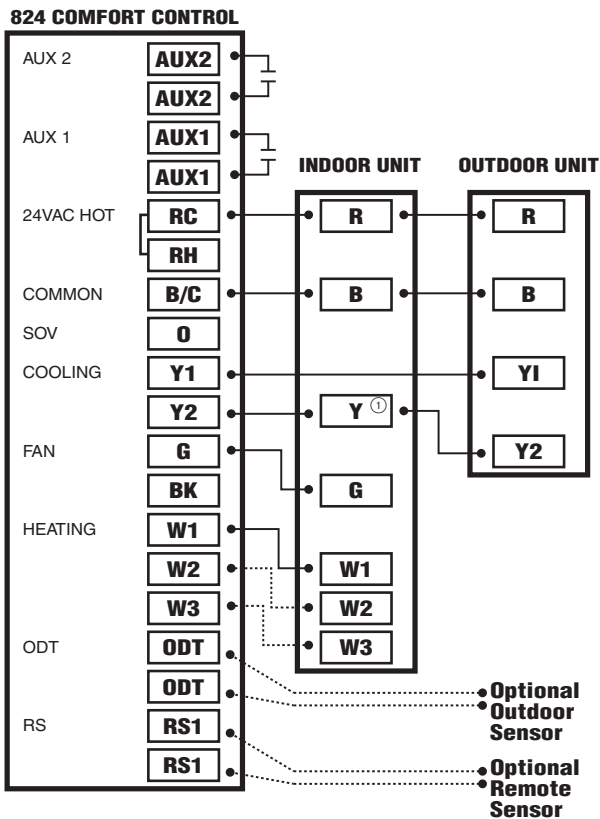 824 COMFORT CONTROL
AUX 2 AUX2
AUX2
AUX 1 AUX1
AUX1
INDOOR UNIT OUTDOOR UNIT
24VAC HOT RC R R
RH
COMMON B/C B B
SOV O
COOLING Y1 YI
Y2 Y ① Y2
FAN G G
BK
HEATING W1 W1
W2 W2
W3 W3
ODT ODT
ODT
Optional
Outdoor
Sensor
RS RS1
RS1
Optional
Remote
Sensor